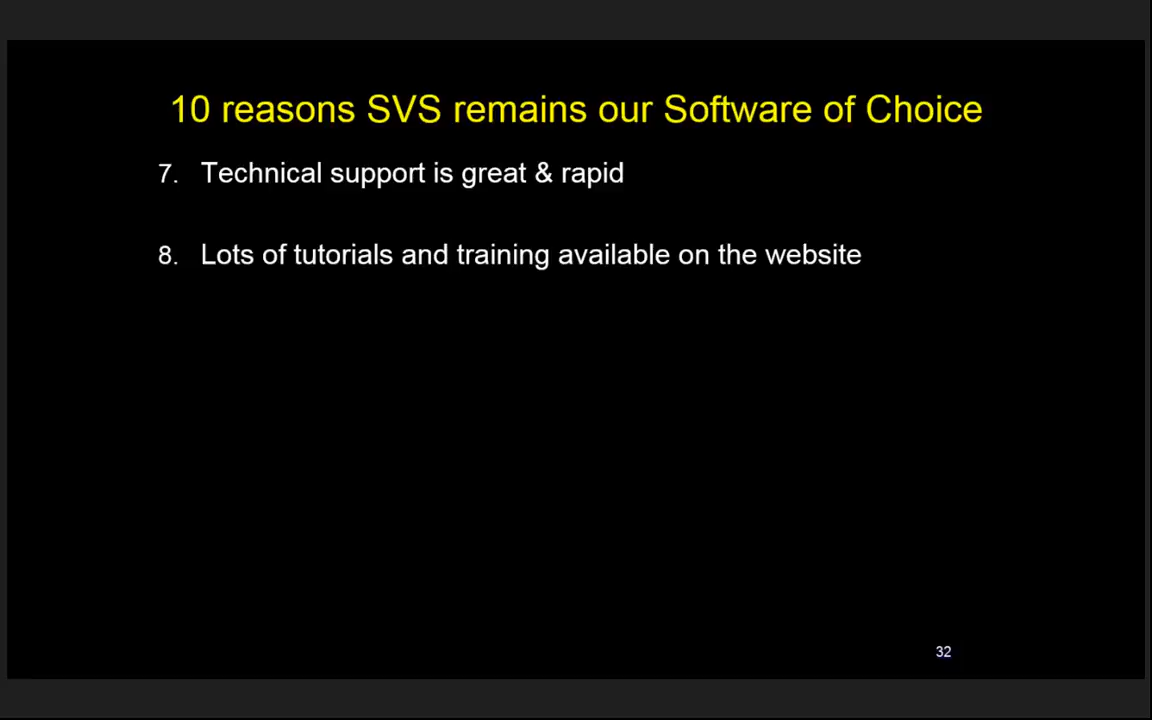 10 reasons SVS remains our Software of Choice
7. Technical support is great & rapid
8. Lots of tutorials and training available on the website
32